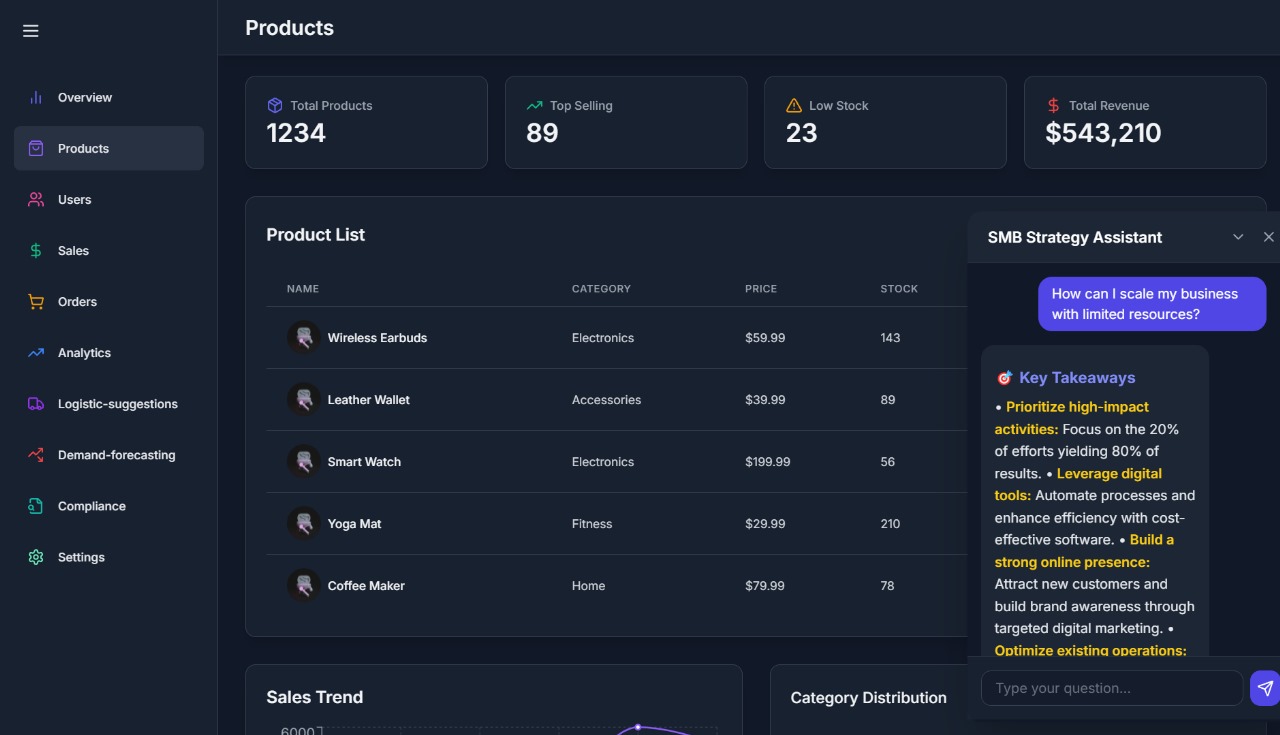 Products
Overview
Products
Users
Sales
Orders
Analytics
Logistic-suggestions
Demand-forecasting
Compliance
Settings
Total Products
1234
Top Selling
89
Low Stock
23
Total Revenue
$543,210
Product List
NAME CATEGORY PRICE STOCK
Wireless Earbuds Electronics $59.99 143
Leather Wallet Accessories $39.99 89
Smart Watch Electronics $199.99 56
Yoga Mat Fitness $29.99 210
Coffee Maker Home $79.99 78
Sales Trend
6000
Category Distribution
SMB Strategy Assistant
How can I scale my business
with limited resources?
🎯 Key Takeaways
• Prioritize high-impact
activities: Focus on the 20%
of efforts yielding 80% of
results. • Leverage digital
tools: Automate processes and
enhance efficiency with cost-
effective software. • Build a
strong online presence:
Attract new customers and
build brand awareness through
targeted digital marketing. •
Optimize existing operations:
Type your question...